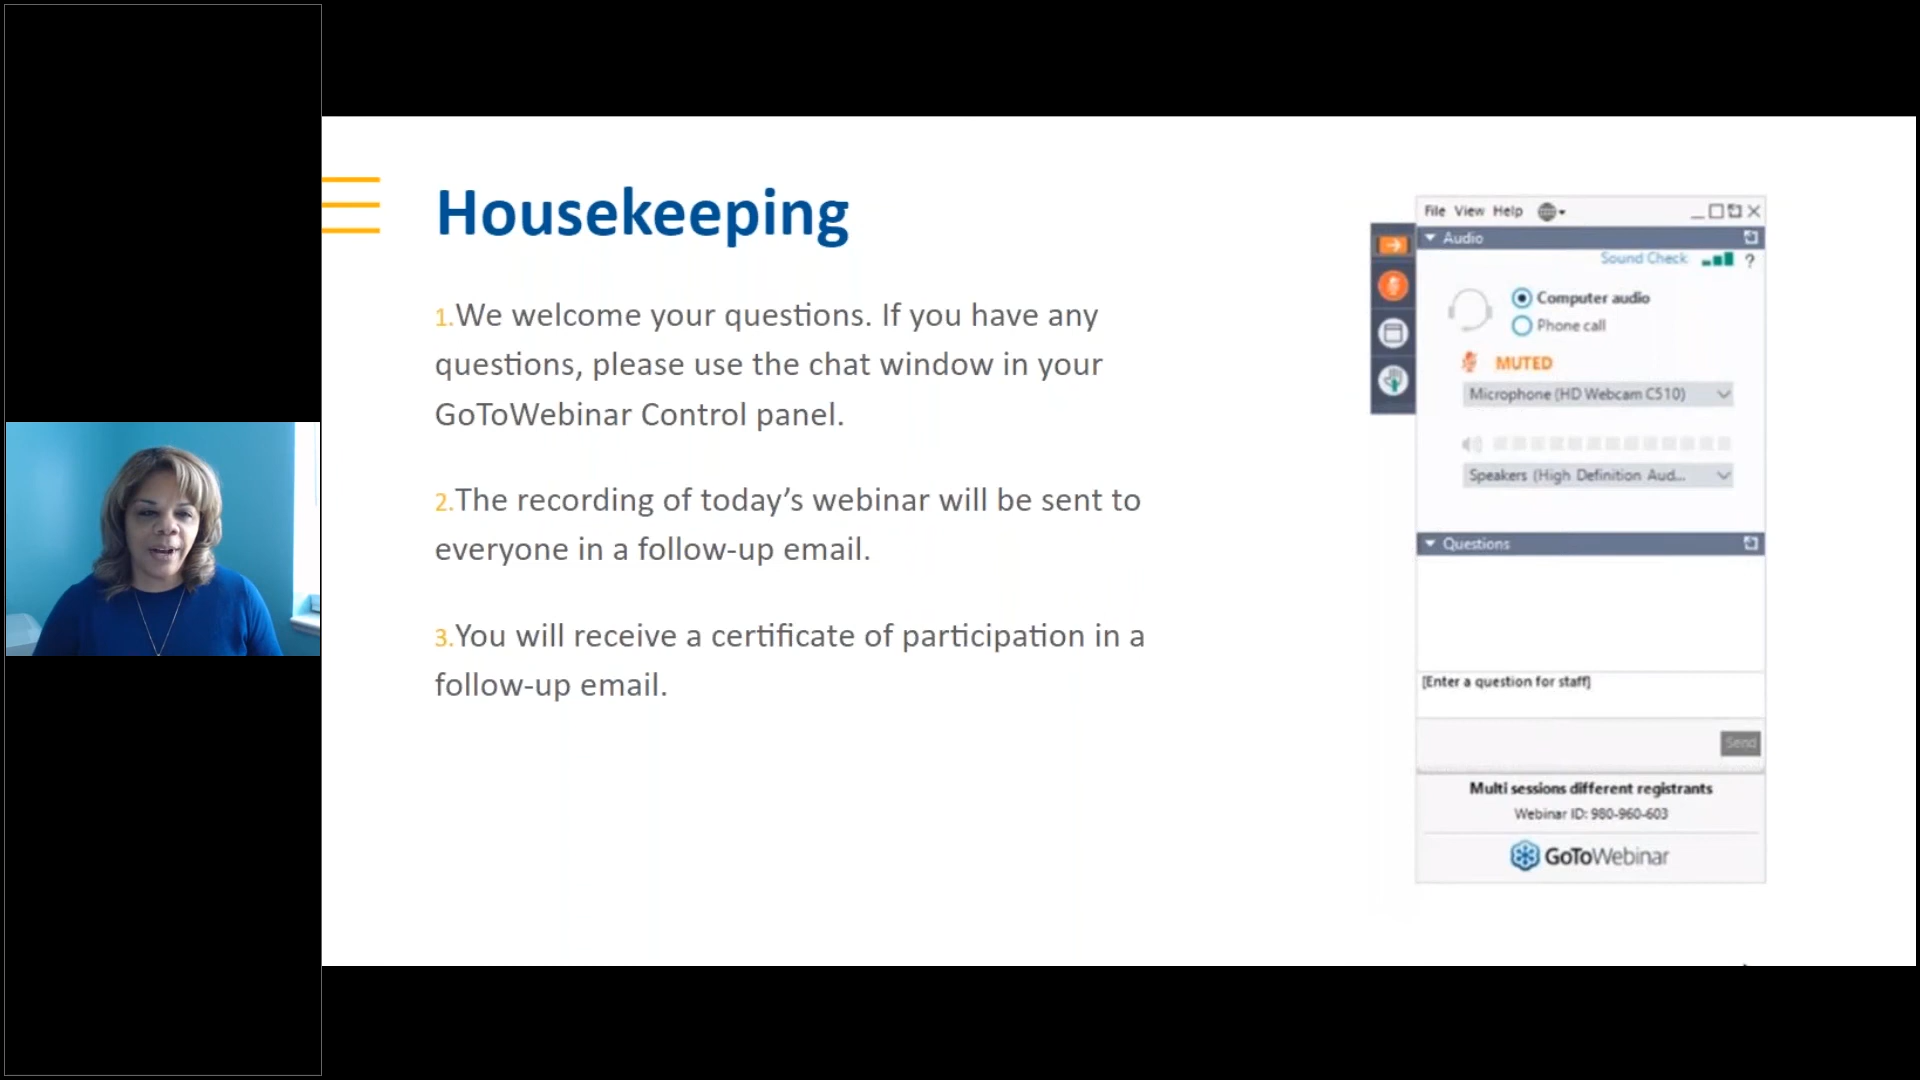 Housekeeping
1.We welcome your questions. If you have any
questions, please use the chat window in your
GoToWebinar Control panel.
2.The recording of today’s webinar will be sent to
everyone in a follow-up email.
3.You will receive a certificate of participation in a
follow-up email.
File View Help
Audio
Sound Check ?
Computer audio
Phone call
MUTED
Microphone (HD Webcam C510)
Speakers (High Definition Aud...
Questions
[Enter a question for staff]
Send
Multi sessions different registrants
Webinar ID: 980-960-603
GoToWebinar